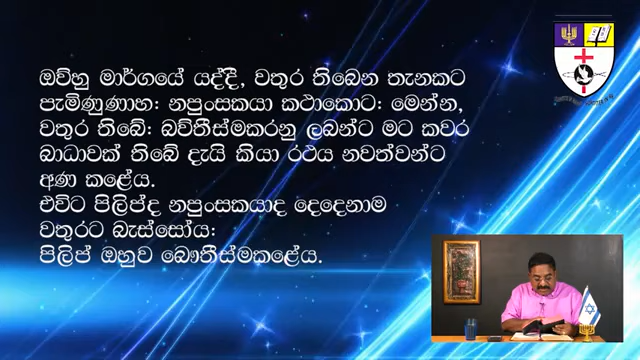 ඔව්හු මාර්ගයේ යද්දී, වතුර තිබෙන තැනකට
පැමිණුණාහ: නපුංසකයා කථාකොට: මෙන්න,
වතුර තිබේ: බව්තීස්මකරනු ලබන්ට මට කවර
බාධාවක් තිබේ දැයි කියා රථය නවත්වන්ට
අණ කළේය.
එවිට පිලිප්ද නපුංසකයාද දෙදෙනාම
වතුරට බැස්සෝය:
පිලිප් ඔහුව බෞතීස්මකළේය.